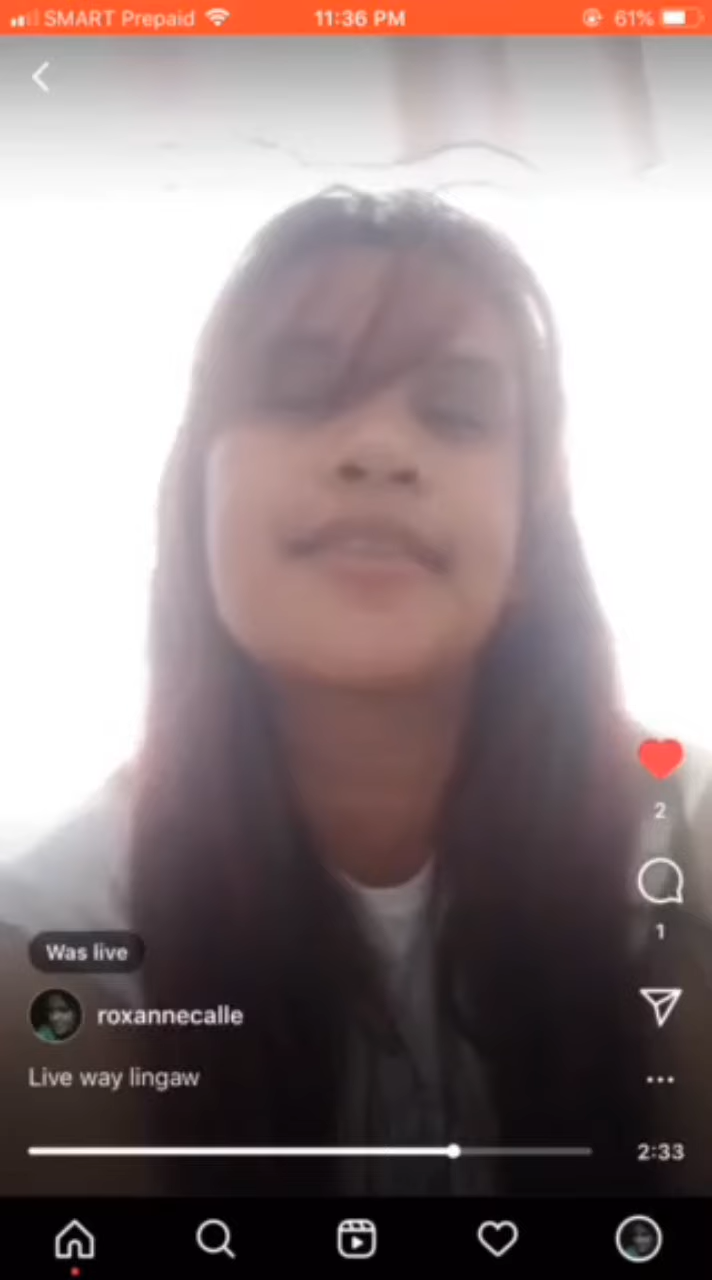 SMART Prepaid 11:36 PM 61%
2
1
Was live
roxannecalle
Live way lingaw
2:33